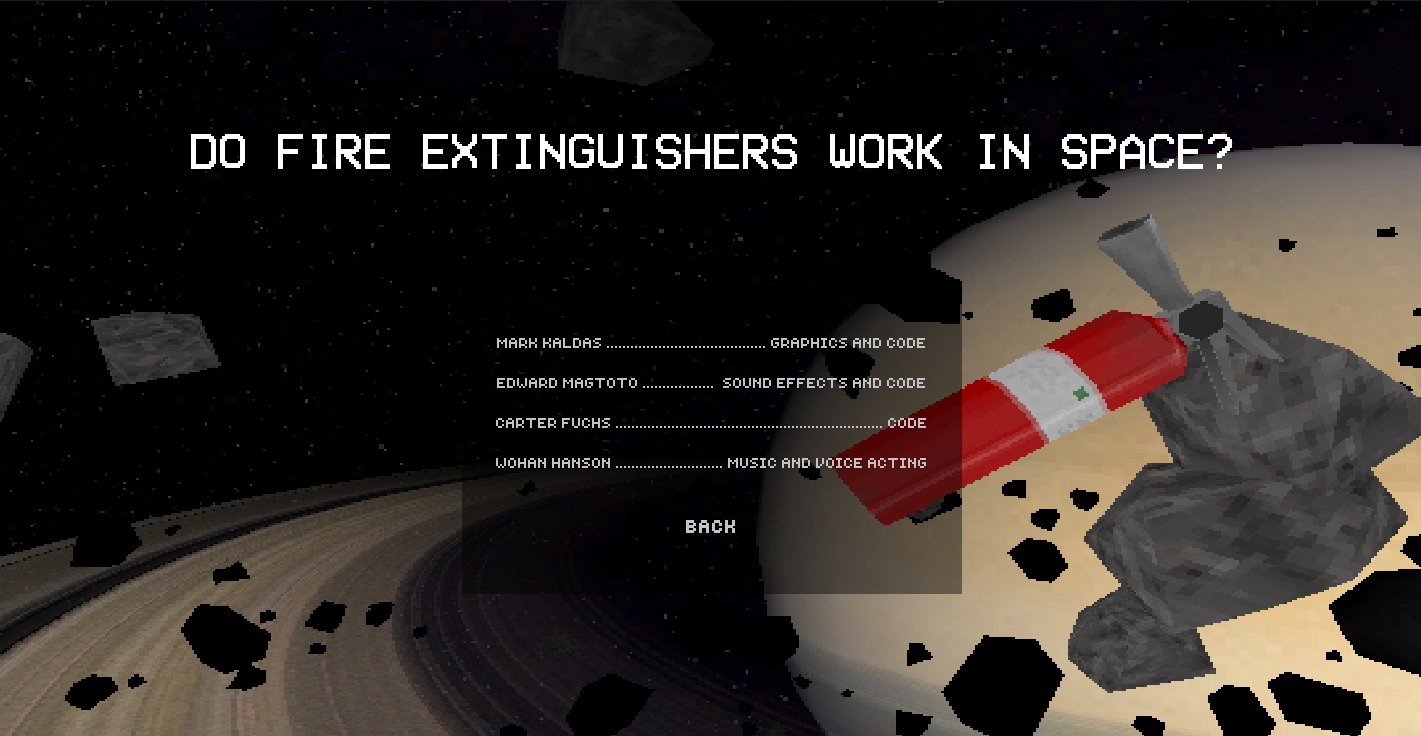 DO FIRE EXTINGUISHERS WORK IN SPACE?
MARK KALDAS ........................................ GRAPHICS AND CODE
EDWARD MAGTOTO .................. SOUND EFFECTS AND CODE
CARTER FUCHS .................................................................... CODE
WOHAN HANSON ........................... MUSIC AND VOICE ACTING
BACK